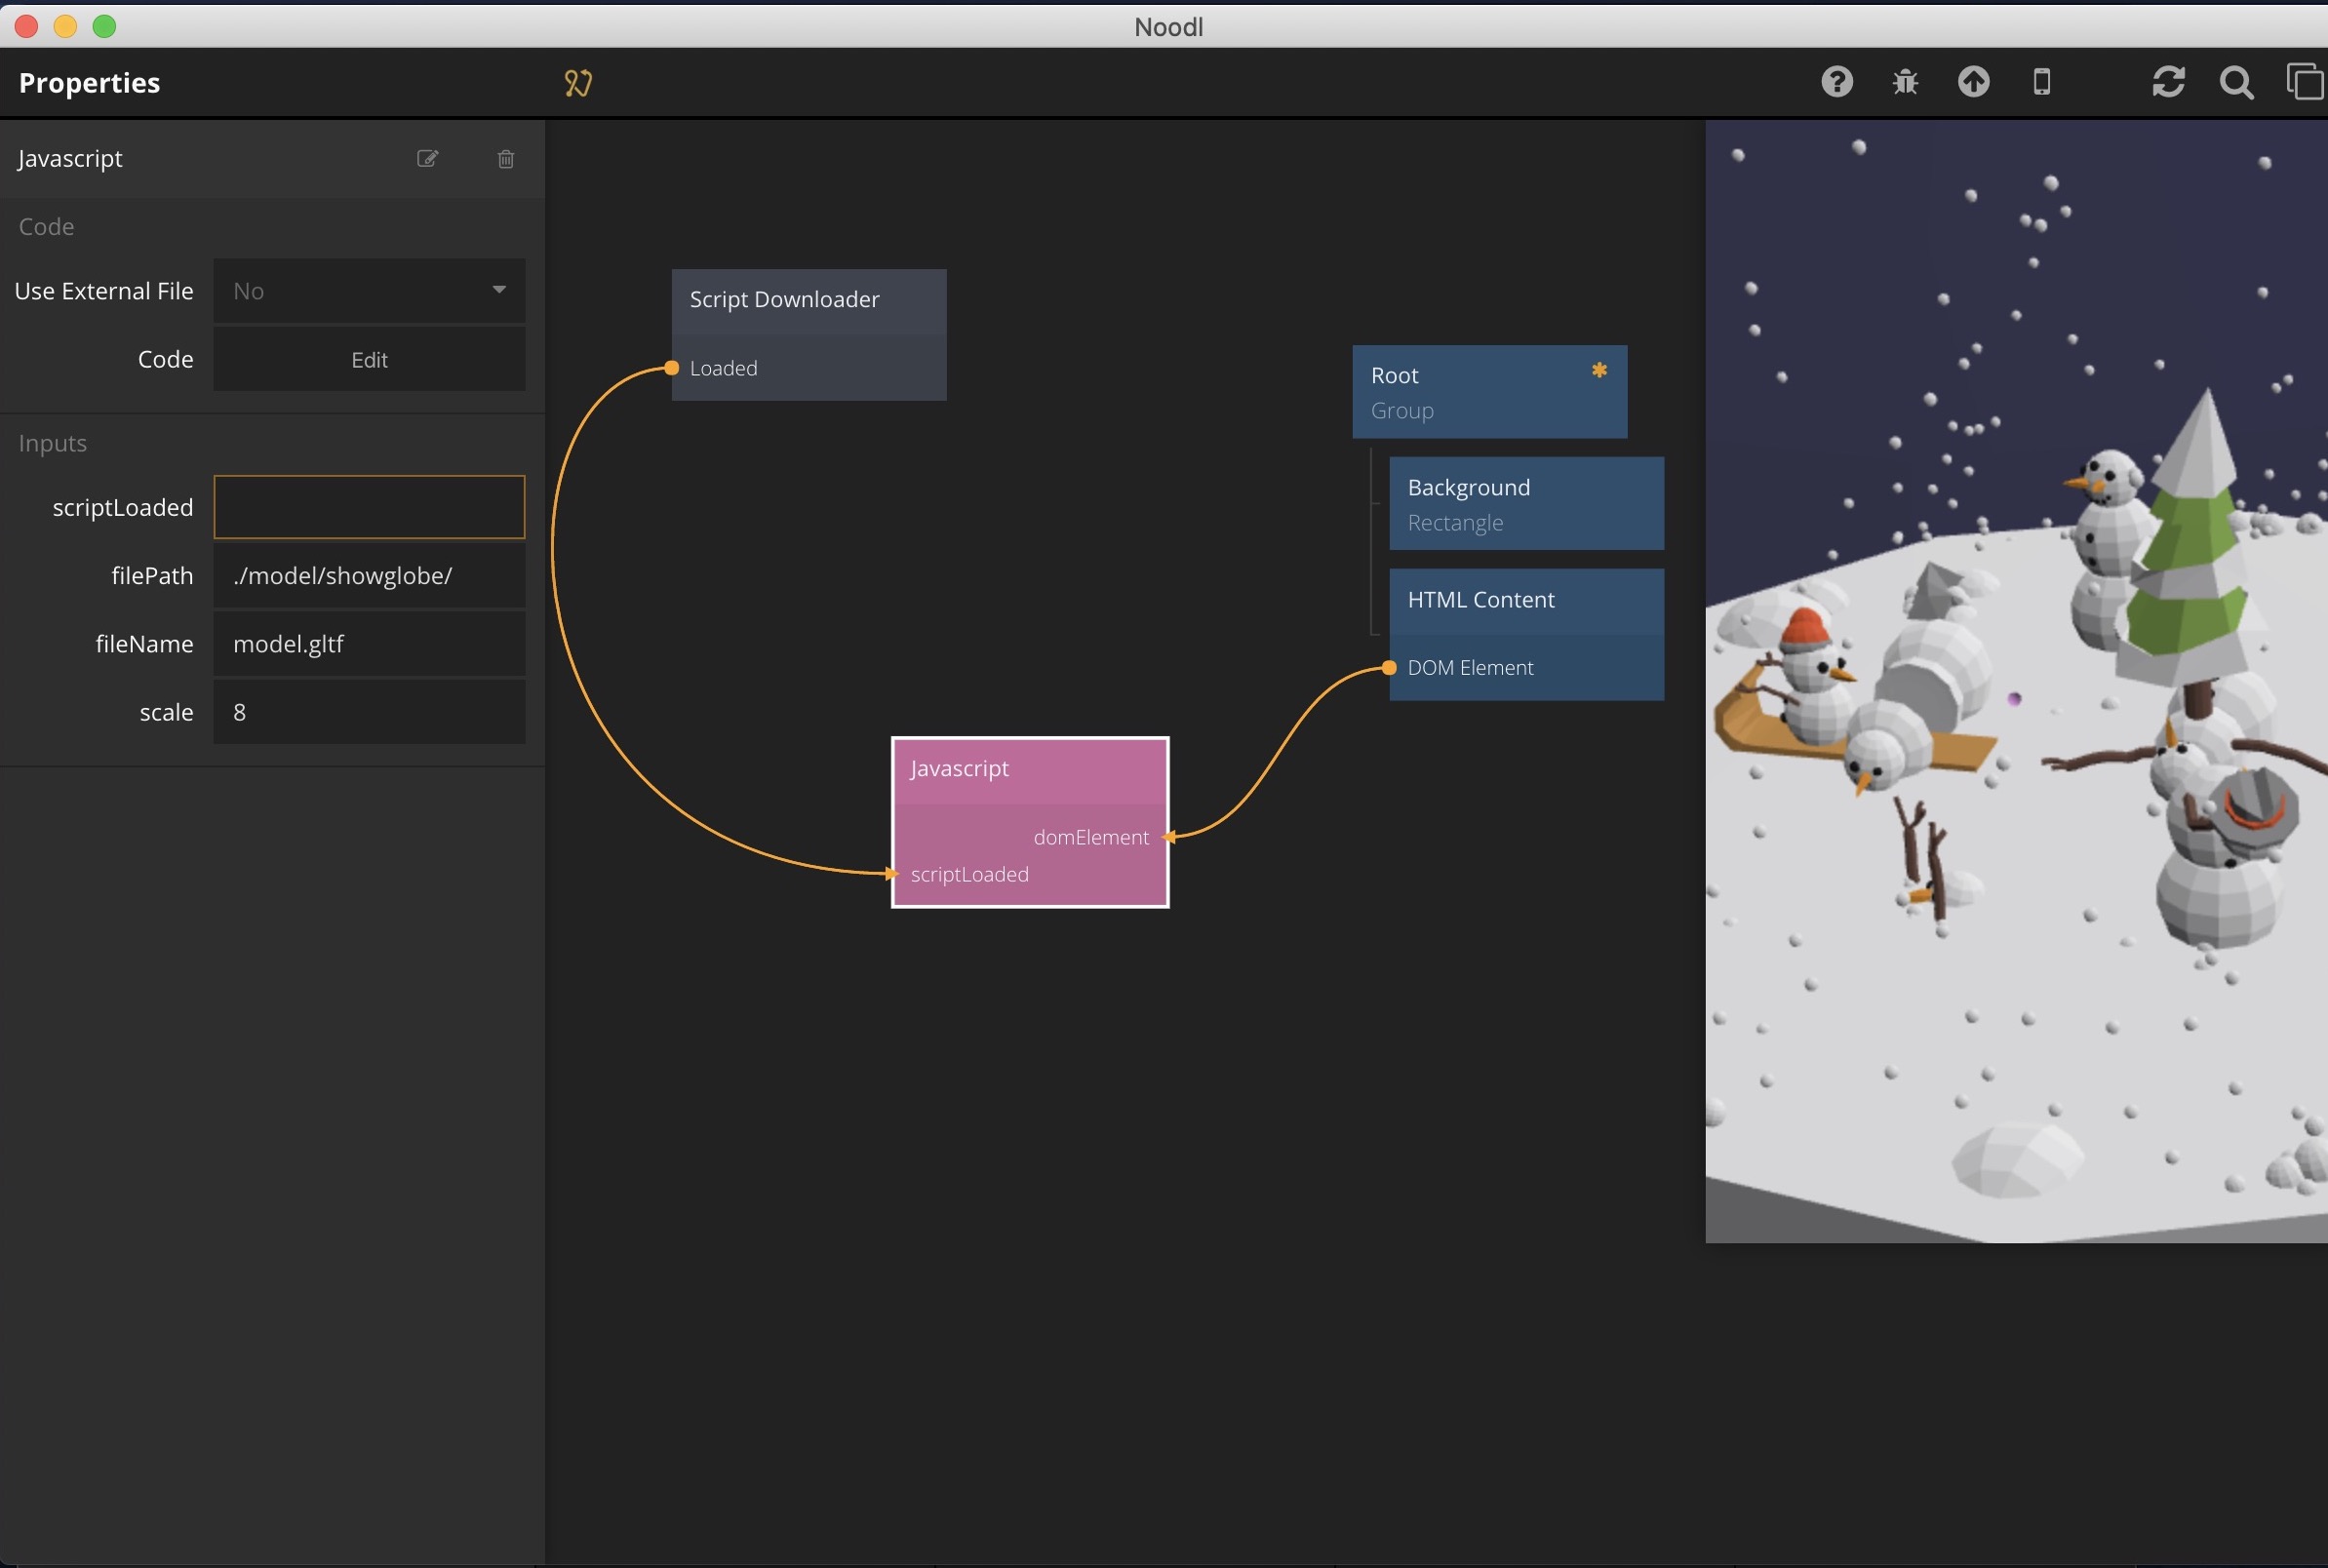 Noodl
Properties
Javascript
Code
Use External File No
Code Edit
Inputs
scriptLoaded
filePath ./model/showglobe/
fileName model.gltf
scale 8
Script Downloader
Loaded
Root
Group
Background
Rectangle
HTML Content
DOM Element
Javascript
domElement
scriptLoaded